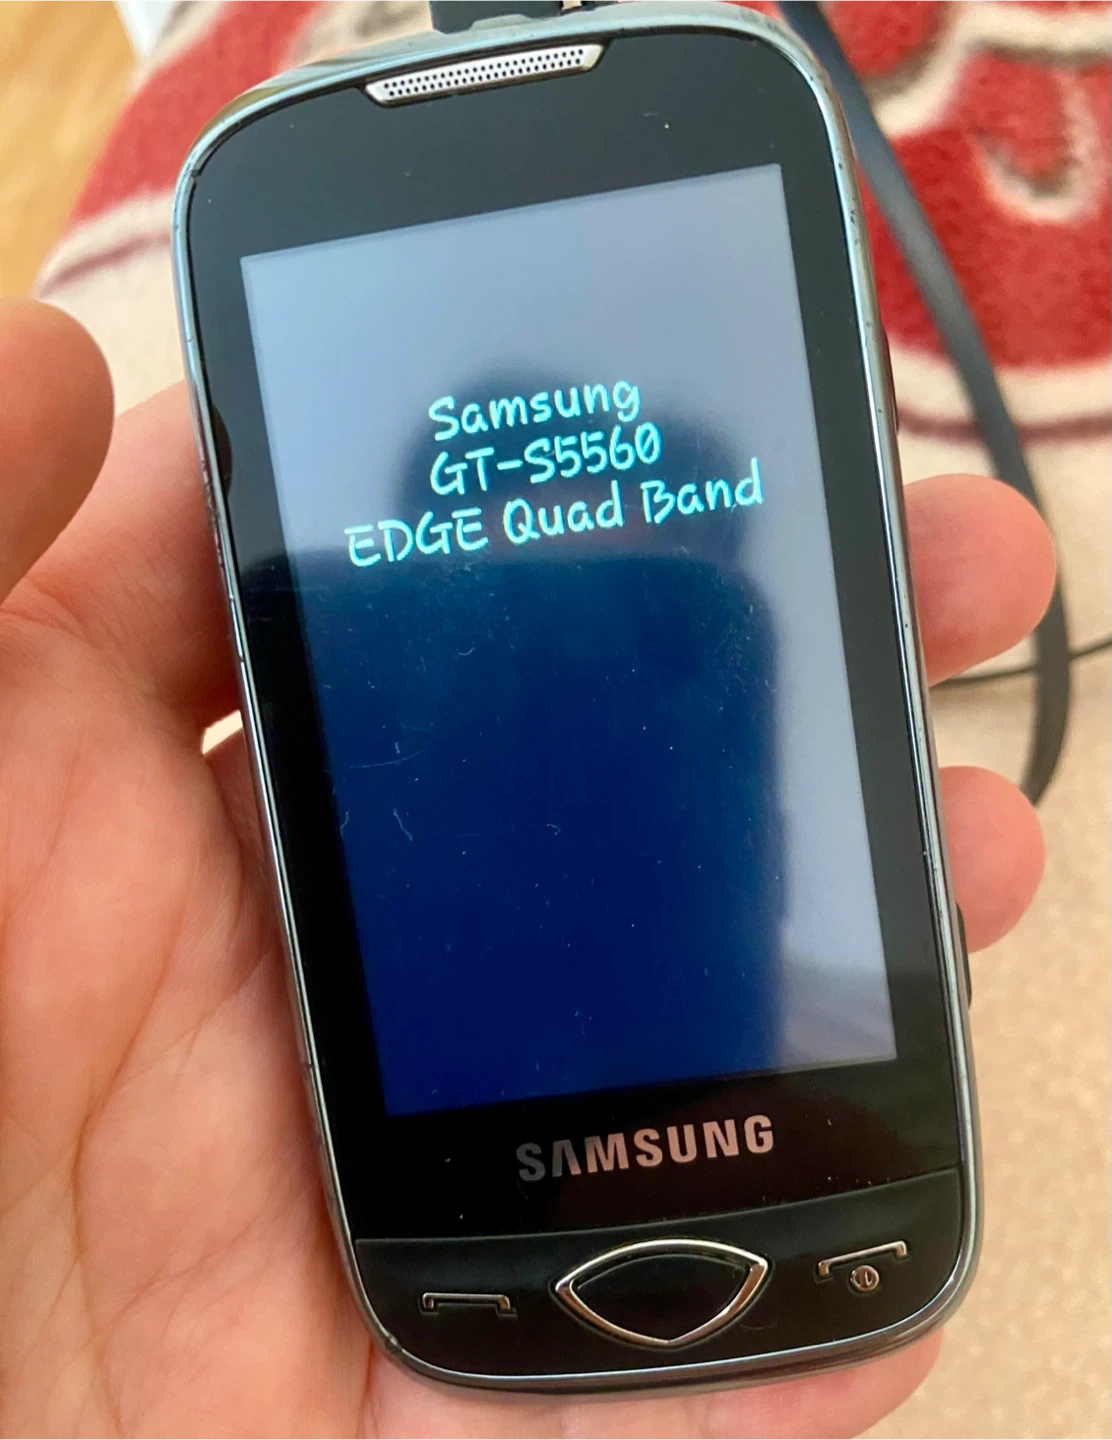 Samsung
GT-S5560
EDGE Quad Band
SAMSUNG